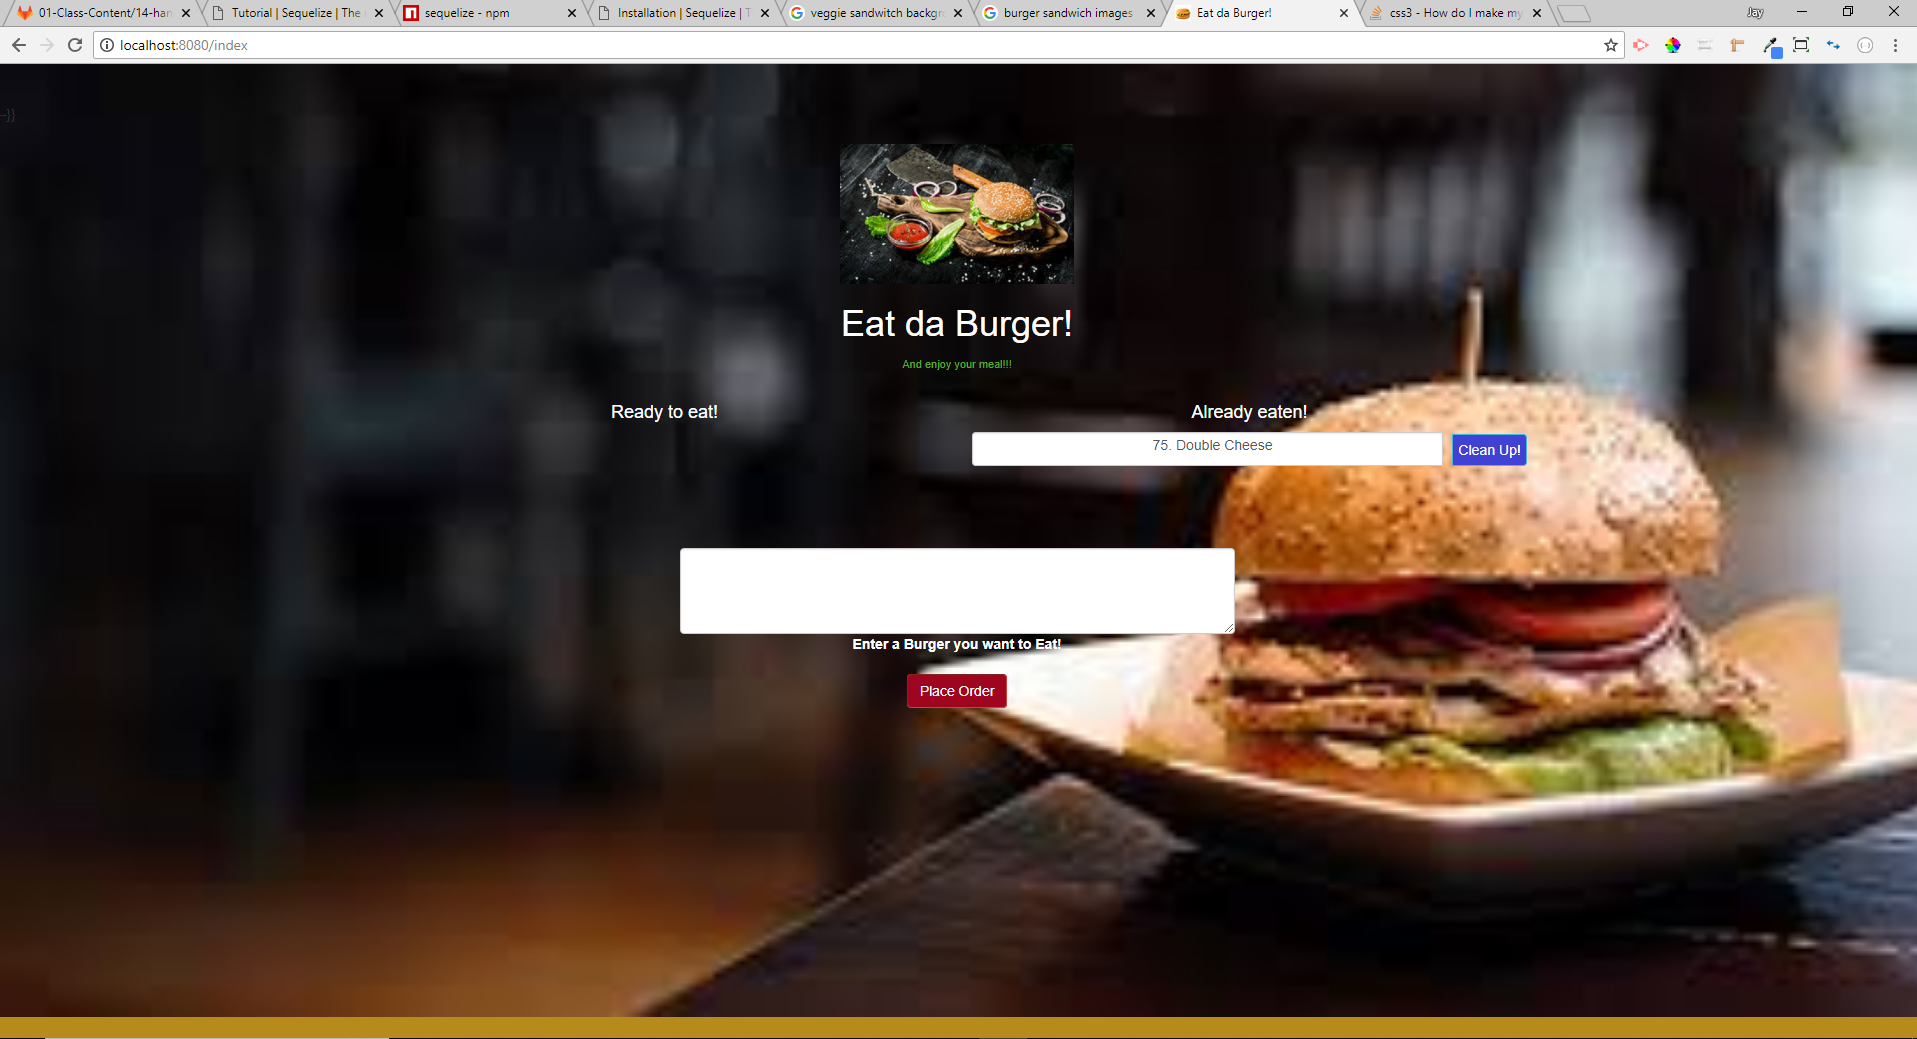 01-Class-Content/14-han
Tutorial | Sequelize | The
sequelize - npm
Installation | Sequelize | T
veggie sandwitch backgr
burger sandwich images
Eat da Burger!
css3 - How do I make my
Jay
localhost:8080/index
--}}
Eat da Burger!
And enjoy your meal!!!
Ready to eat!
Already eaten!
75. Double Cheese
Clean Up!
Enter a Burger you want to Eat!
Place Order